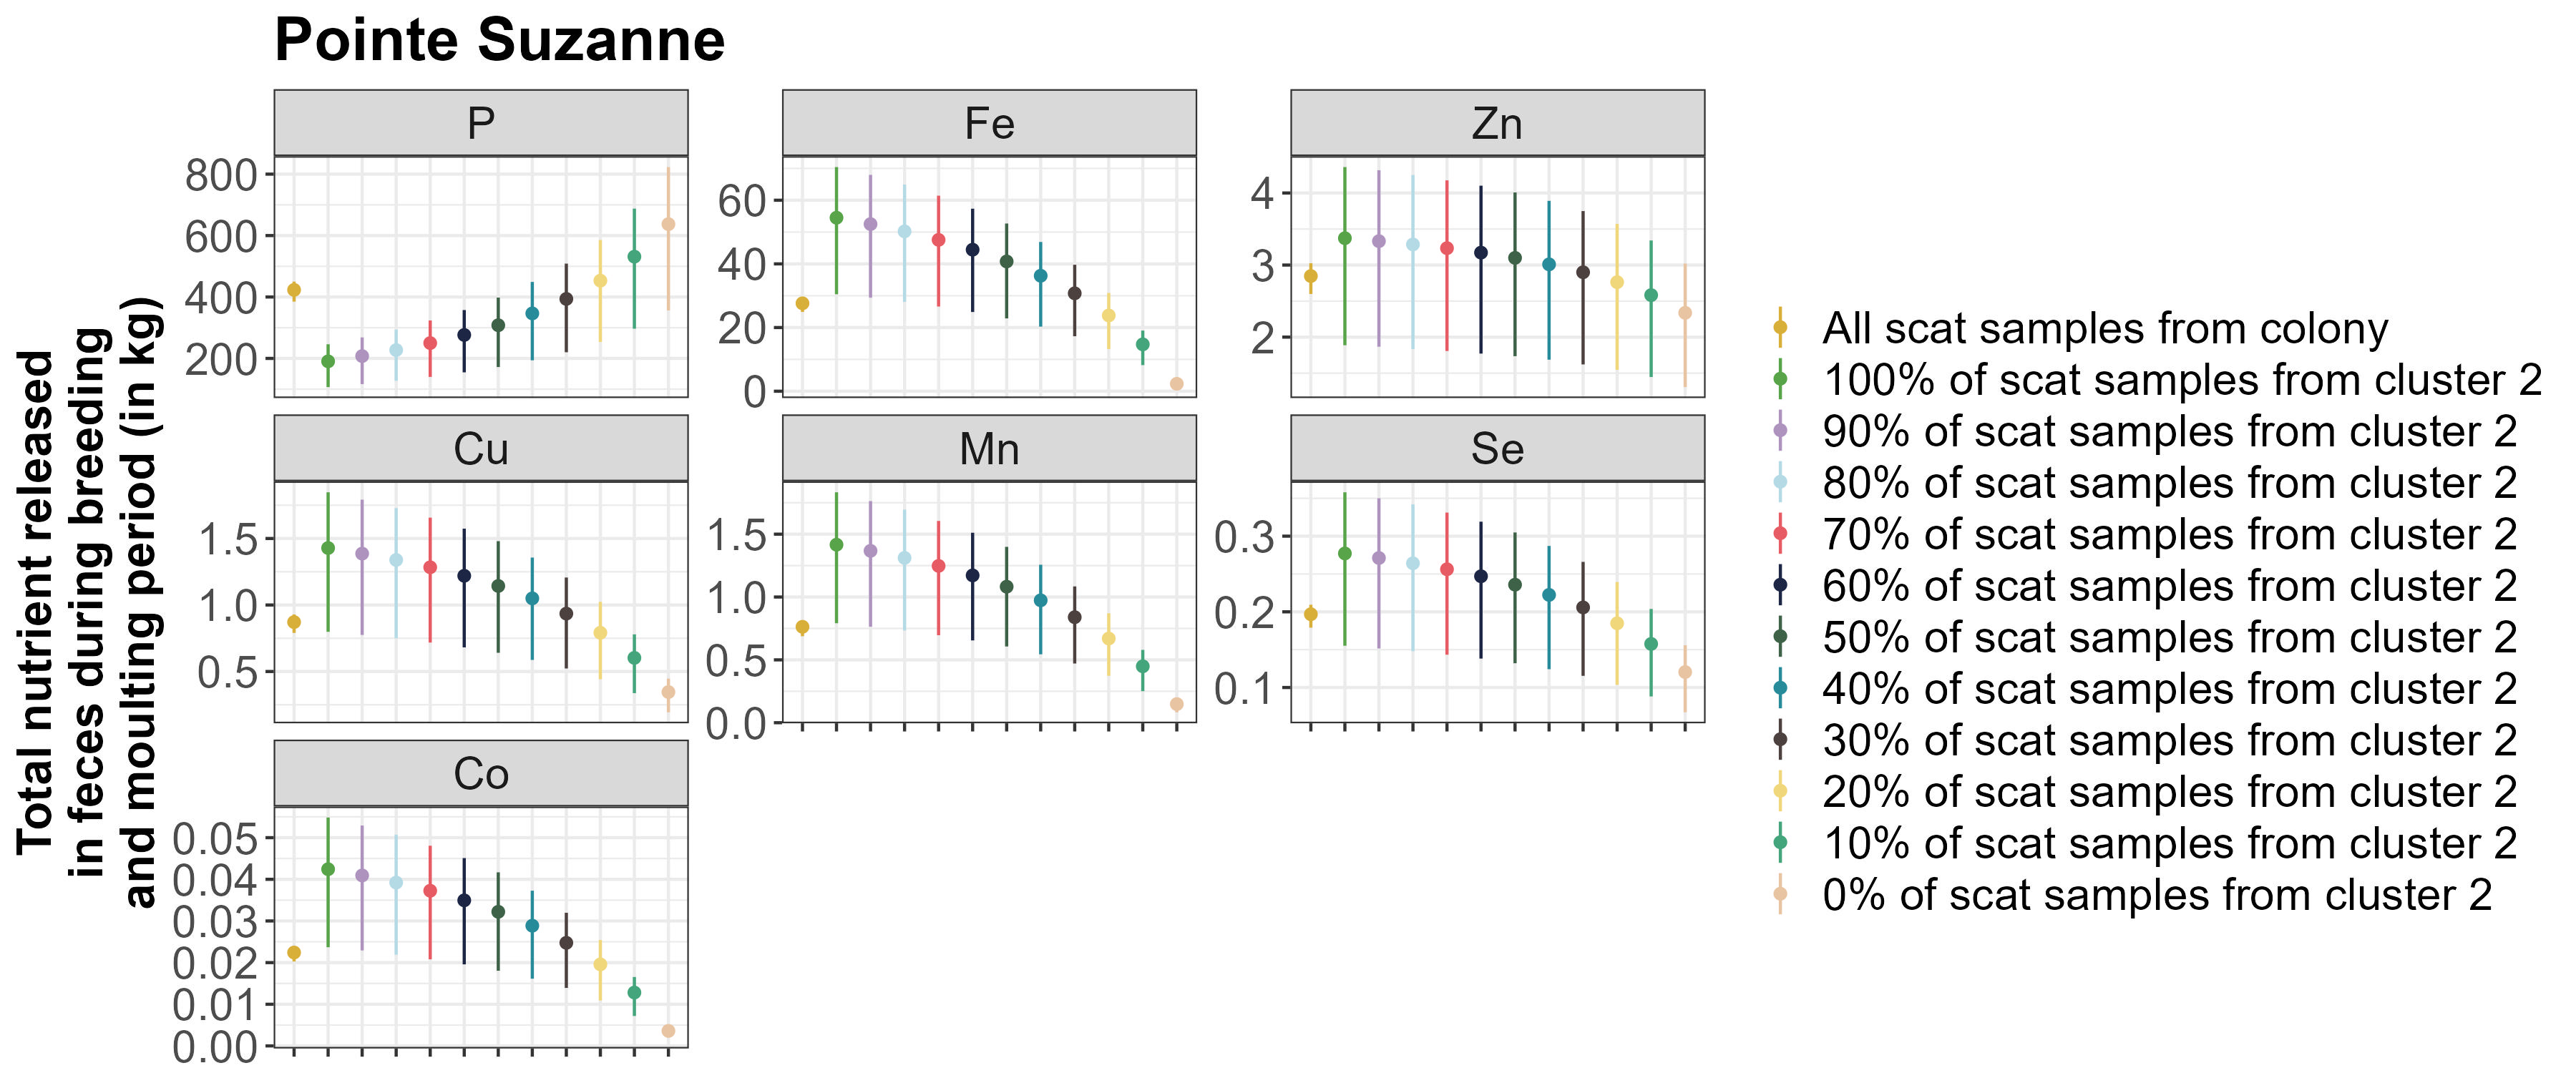 Pointe Suzanne
Total nutrient released
in feces during breeding
and moulting period (in kg)
P
800
600
400
200
Fe
60
40
20
0
Zn
4
3
2
Cu
1.5
1.0
0.5
Mn
1.5
1.0
0.5
0.0
Se
0.3
0.2
0.1
Co
0.05
0.04
0.03
0.02
0.01
0.00
All scat samples from colony
100% of scat samples from cluster 2
90% of scat samples from cluster 2
80% of scat samples from cluster 2
70% of scat samples from cluster 2
60% of scat samples from cluster 2
50% of scat samples from cluster 2
40% of scat samples from cluster 2
30% of scat samples from cluster 2
20% of scat samples from cluster 2
10% of scat samples from cluster 2
0% of scat samples from cluster 2